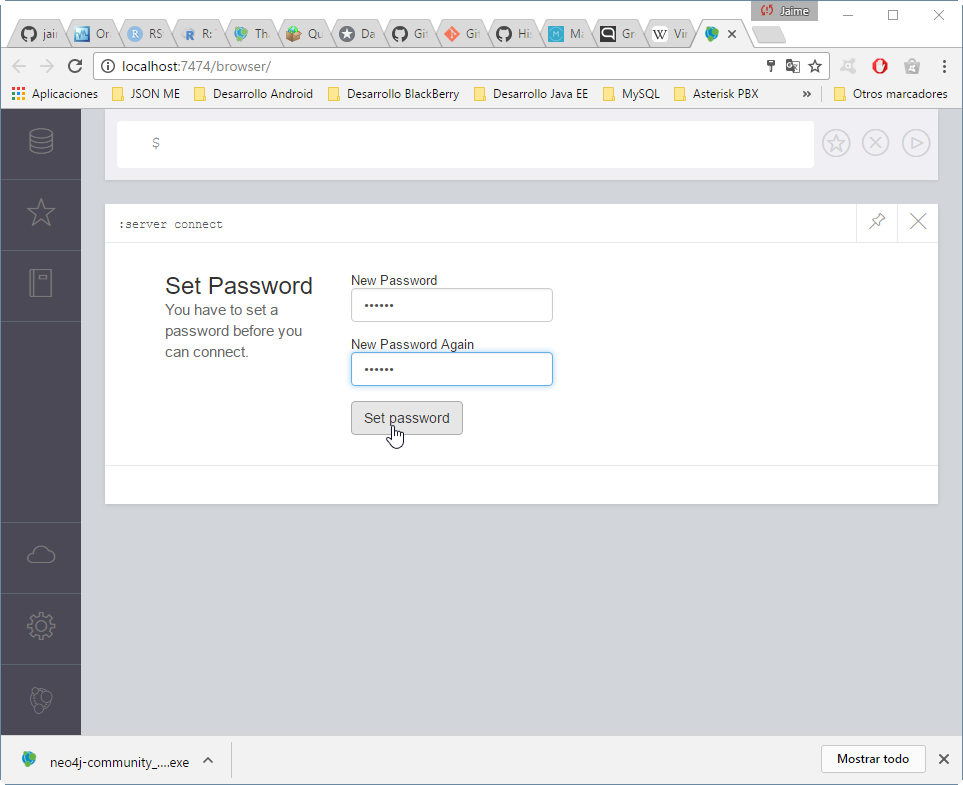 Jaime
jai
Or
RS
R:
Th
Qu
Da
Git
Git
His
Ma
Gr
W Vir
localhost:7474/browser/
Aplicaciones JSON ME Desarrollo Android Desarrollo BlackBerry Desarrollo Java EE MySQL Asterisk PBX » Otros marcadores
$
:server connect
Set Password
You have to set a
password before you
can connect.
New Password
••••••
New Password Again
••••••
Set password
neo4j-community_....exe
Mostrar todo